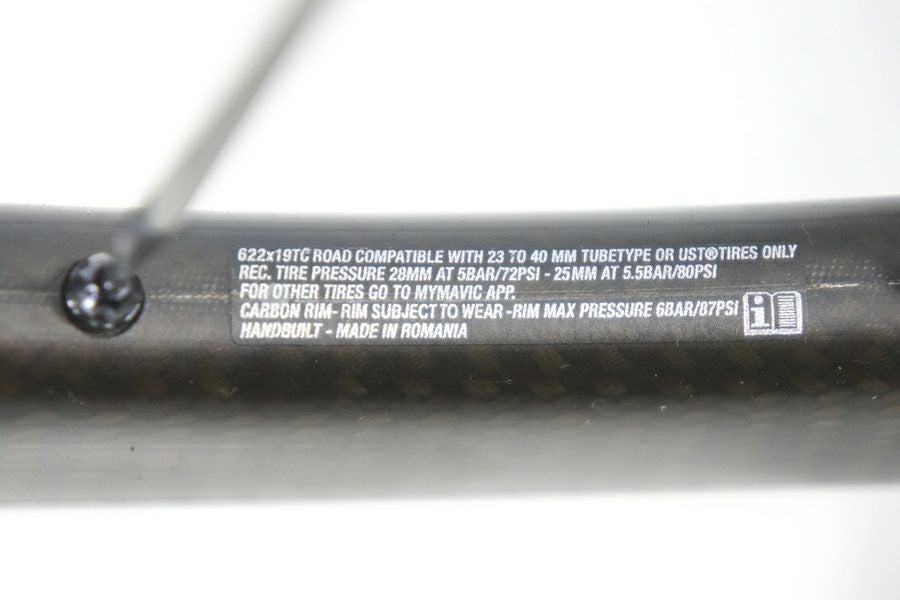 622x19TC ROAD COMPATIBLE WITH 23 TO 40 MM TUBETYPE OR UST® TIRES ONLY
REC. TIRE PRESSURE 28MM AT 5BAR/72PSI - 25MM AT 5.5BAR/80PSI
FOR OTHER TIRES GO TO MYMAVIC APP.
CARBON RIM- RIM SUBJECT TO WEAR -RIM MAX PRESSURE 6BAR/87PSI
HANDBUILT - MADE IN ROMANIA